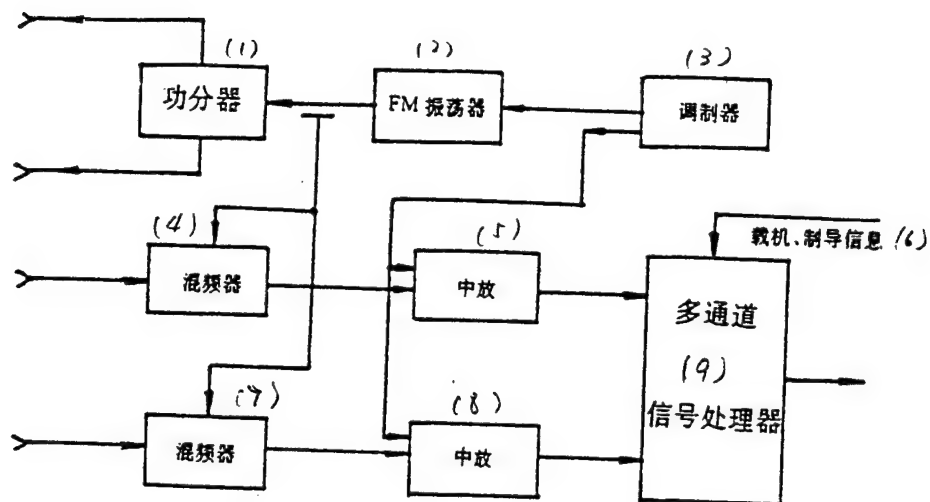 (1)
功分器
(2)
FM 振荡器
(3)
调制器
(4)
混频器
(5)
中放
载机、制导信息 (6)
多通道
(9)
信号处理器
(7)
混频器
(8)
中放